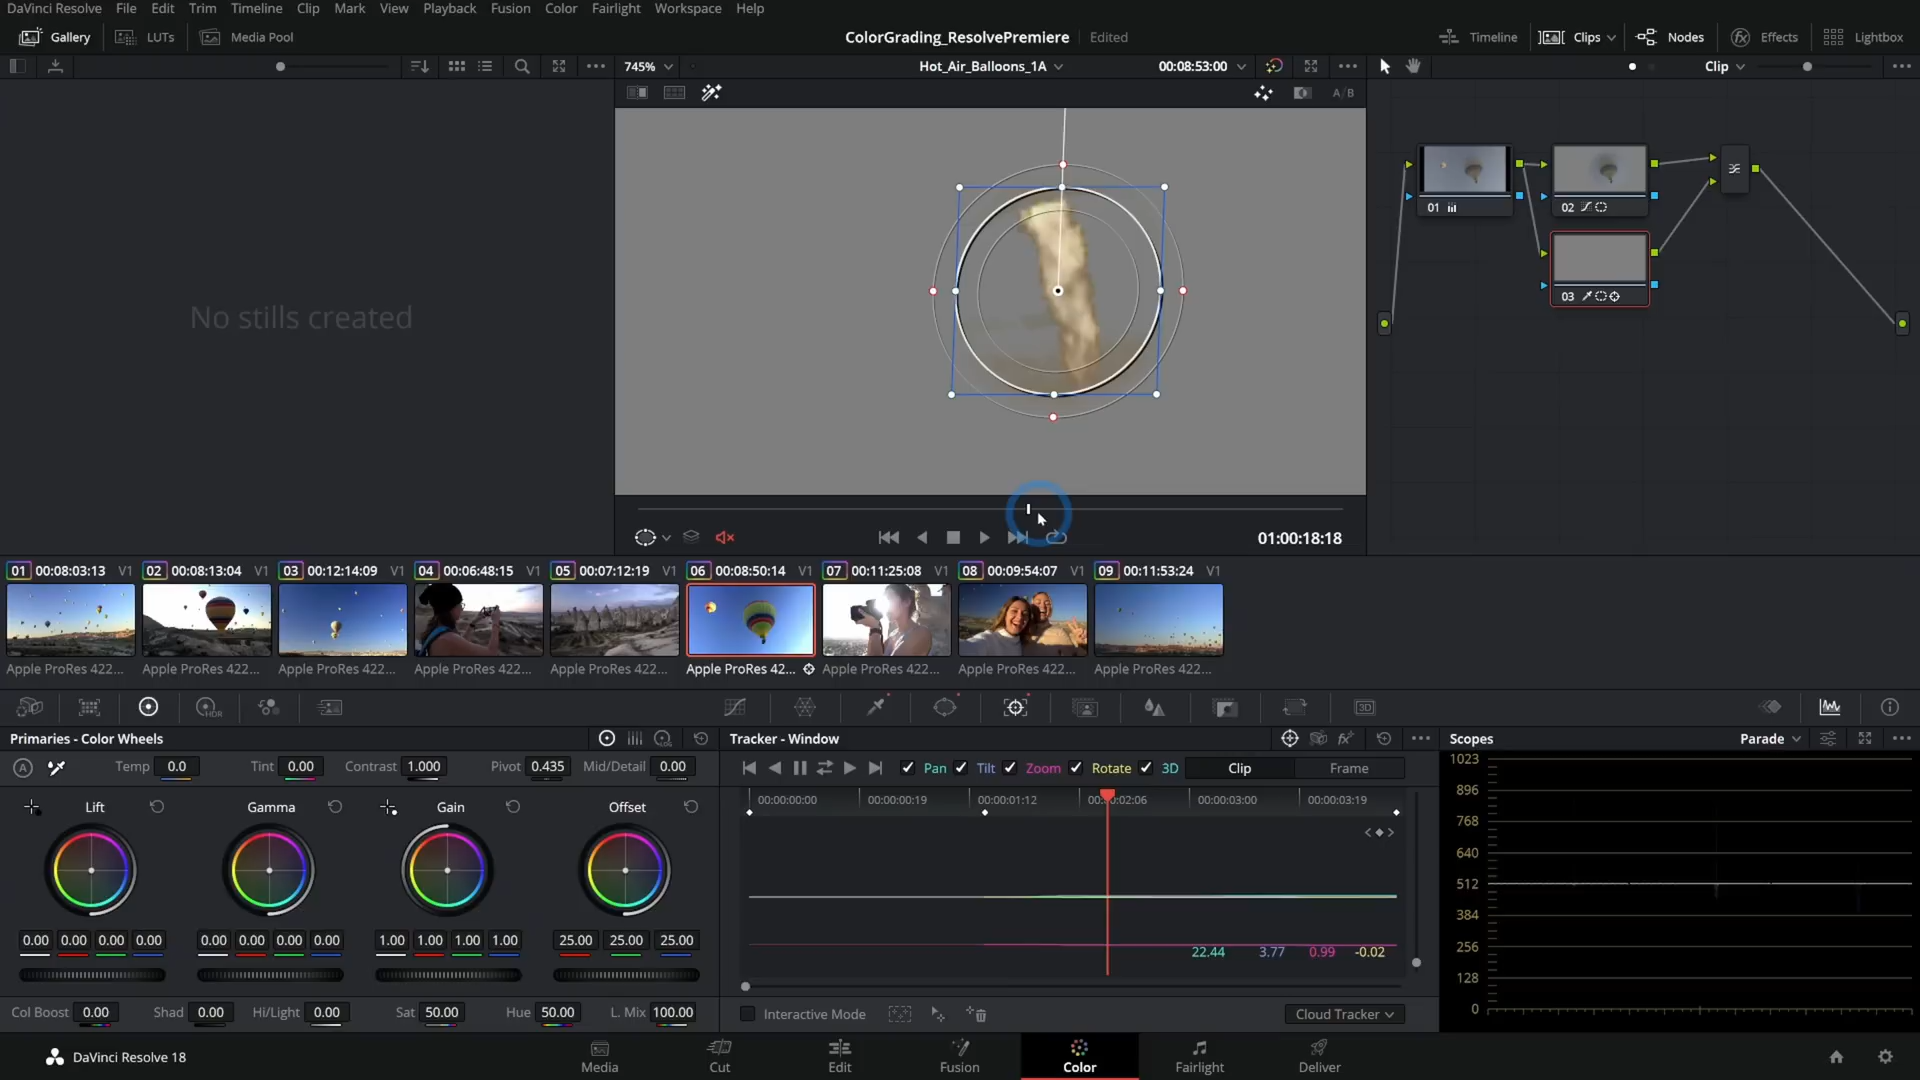 DaVinci Resolve File Edit Trim Timeline Clip Mark View Playback Fusion Color Fairlight Workspace Help
Gallery LUTs Media Pool ColorGrading_ResolvePremiere Edited Timeline Clips Nodes Effects Lightbox
745% Hot_Air_Balloons_1A 00:08:53:00 Clip
A/B
01 02
No stills created
03
01:00:18:18
01 00:08:03:13 V1 02 00:08:13:04 V1 03 00:12:14:09 V1 04 00:06:48:15 V1 05 00:07:12:19 V1 06 00:08:50:14 V1 07 00:11:25:08 V1 08 00:09:54:07 V1 09 00:11:53:24 V1
Apple ProRes 422... Apple ProRes 422... Apple ProRes 422... Apple ProRes 422... Apple ProRes 422... Apple ProRes 42... Apple ProRes 422... Apple ProRes 422... Apple ProRes 422...
HDR 3D
Primaries - Color Wheels Tracker - Window Scopes Parade
A Temp 0.0 Tint 0.00 Contrast 1.000 Pivot 0.435 Mid/Detail 0.00
Pan Tilt Zoom Rotate 3D Clip Frame
00:00:00:00 00:00:00:19 00:00:01:12 00:00:02:06 00:00:03:00 00:00:03:19
Lift Gamma Gain Offset
0.00 0.00 0.00 0.00 0.00 0.00 0.00 0.00 1.00 1.00 1.00 1.00 25.00 25.00 25.00
22.44 3.77 0.99 -0.02
Col Boost 0.00 Shad 0.00 Hi/Light 0.00 Sat 50.00 Hue 50.00 L. Mix 100.00
Interactive Mode Cloud Tracker
1023
896
768
640
512
384
256
128
0
DaVinci Resolve 18 Media Cut Edit Fusion Color Fairlight Deliver